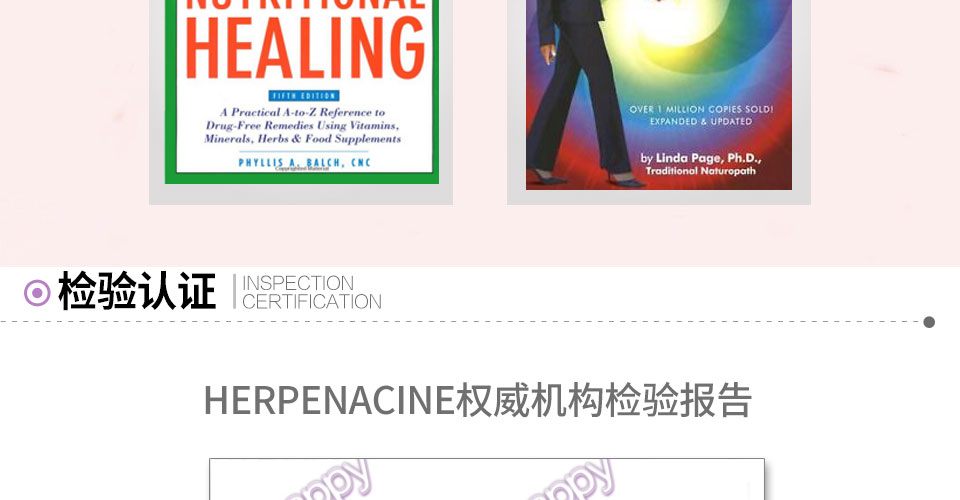 NUTRITIONAL
HEALING
FIFTH EDITION
A Practical A-to-Z Reference to
Drug-Free Remedies Using Vitamins,
Minerals, Herbs & Food Supplements
PHYLLIS A. BALCH, CNC
Copyrighted Material
OVER 1 MILLION COPIES SOLD!
EXPANDED & UPDATED
by Linda Page, Ph.D.,
Traditional Naturopath
检验认证
INSPECTION
CERTIFICATION
HERPENACINE权威机构检验报告